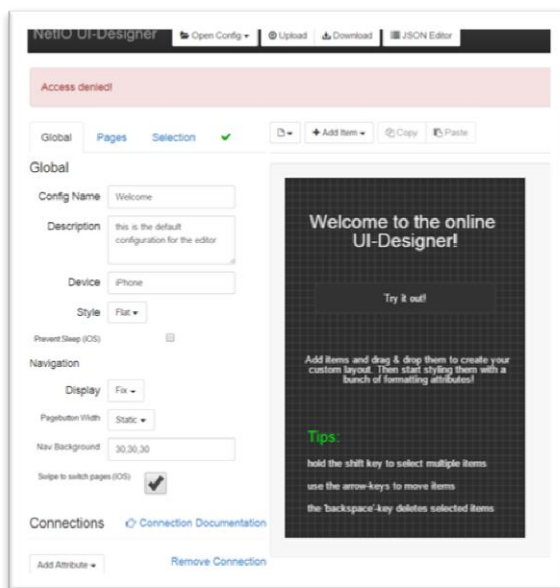 NetIO UI-Designer
Open Config
Upload
Download
JSON Editor
Access denied!
Global
Pages
Selection
Add Item
Copy
Paste
Global
Config Name
Welcome
Description
this is the default
configuration for the editor
Device
iPhone
Style
Flat
Prevent Sleep (iOS)
Navigation
Display
Fix
Pagebutton Width
Static
Nav Background
30,30,30
Swipe to switch pages (iOS)
Connections
Connection Documentation
Add Attribute
Remove Connection
Welcome to the online
UI-Designer!
Try it out!
Add items and drag & drop them to create your
custom layout. Then start styling them with a
bunch of formatting attributes!
Tips:
hold the shift key to select multiple items
use the arrow-keys to move items
the 'backspace'-key deletes selected items